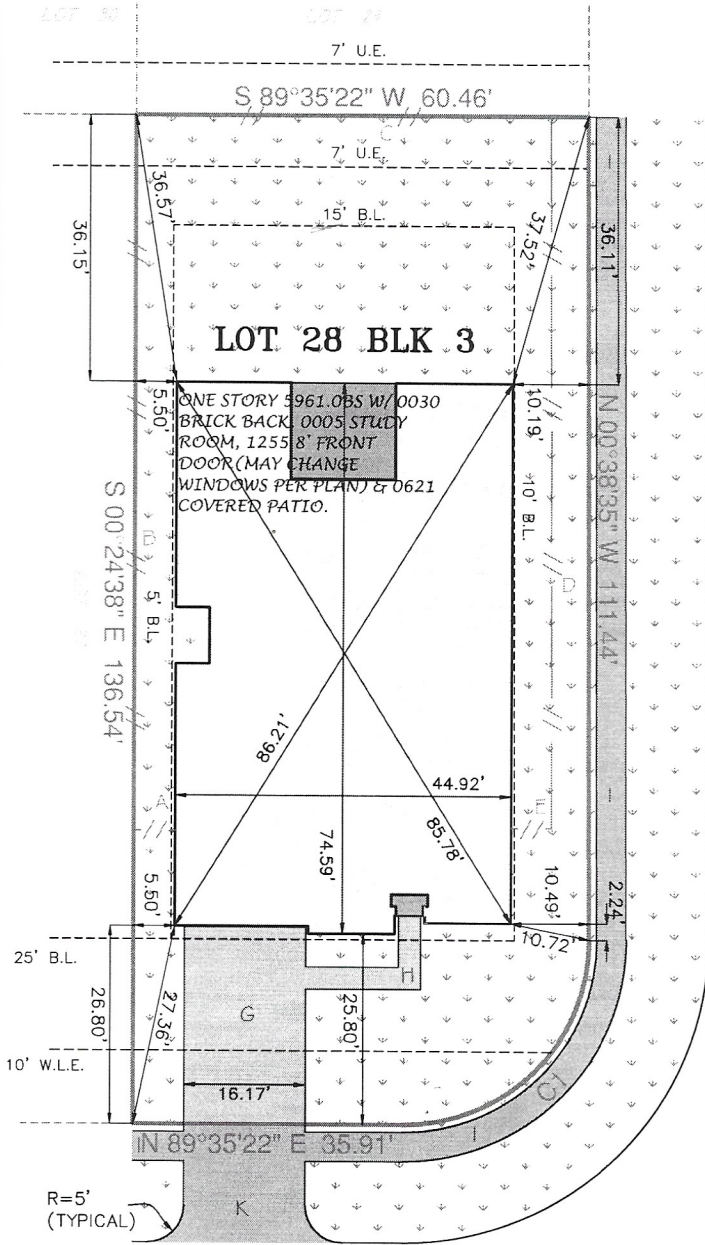 LOT 30
7' U.E.
S 89°35'22" W 60.46'
C
7' U.E.
36.57'
15' B.L.
37.52'
36.15'
36.11'
LOT 28 BLK 3
5.50'
ONE STORY 5961.0BS W/ 0030
BRICK BACK, 0005 STUDY
ROOM, 1255 8' FRONT
DOOR(MAY CHANGE
WINDOWS PER PLAN) & 0621
COVERED PATIO.
10.19'
10' B.L.
N 00°38'35" W 111.44'
S 00°24'38" E 136.54'
B
5' B.L.
D
86.21'
44.92'
A
E
74.59'
85.78'
5.50'
10.49'
2.24'
10.72'
25' B.L.
26.80'
27.36'
G
H
25.80'
10' W.L.E.
16.17'
C1
I
N 89°35'22" E 35.91'
R=5'
(TYPICAL)
K